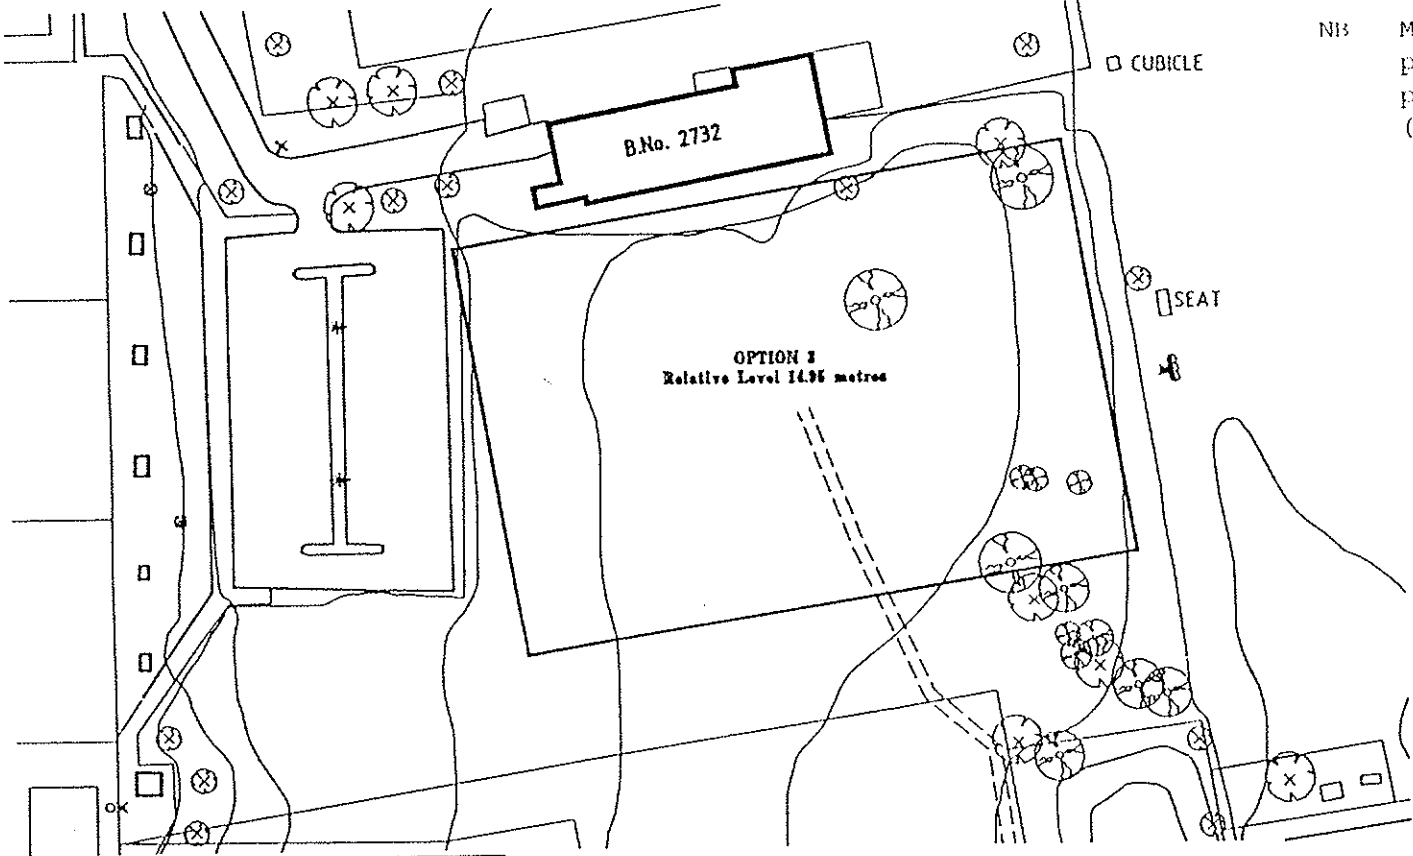 NB M
p
CUBICLE
p
(
B.No. 2732
SEAT
OPTION 3
Relative Level 14.95 metres